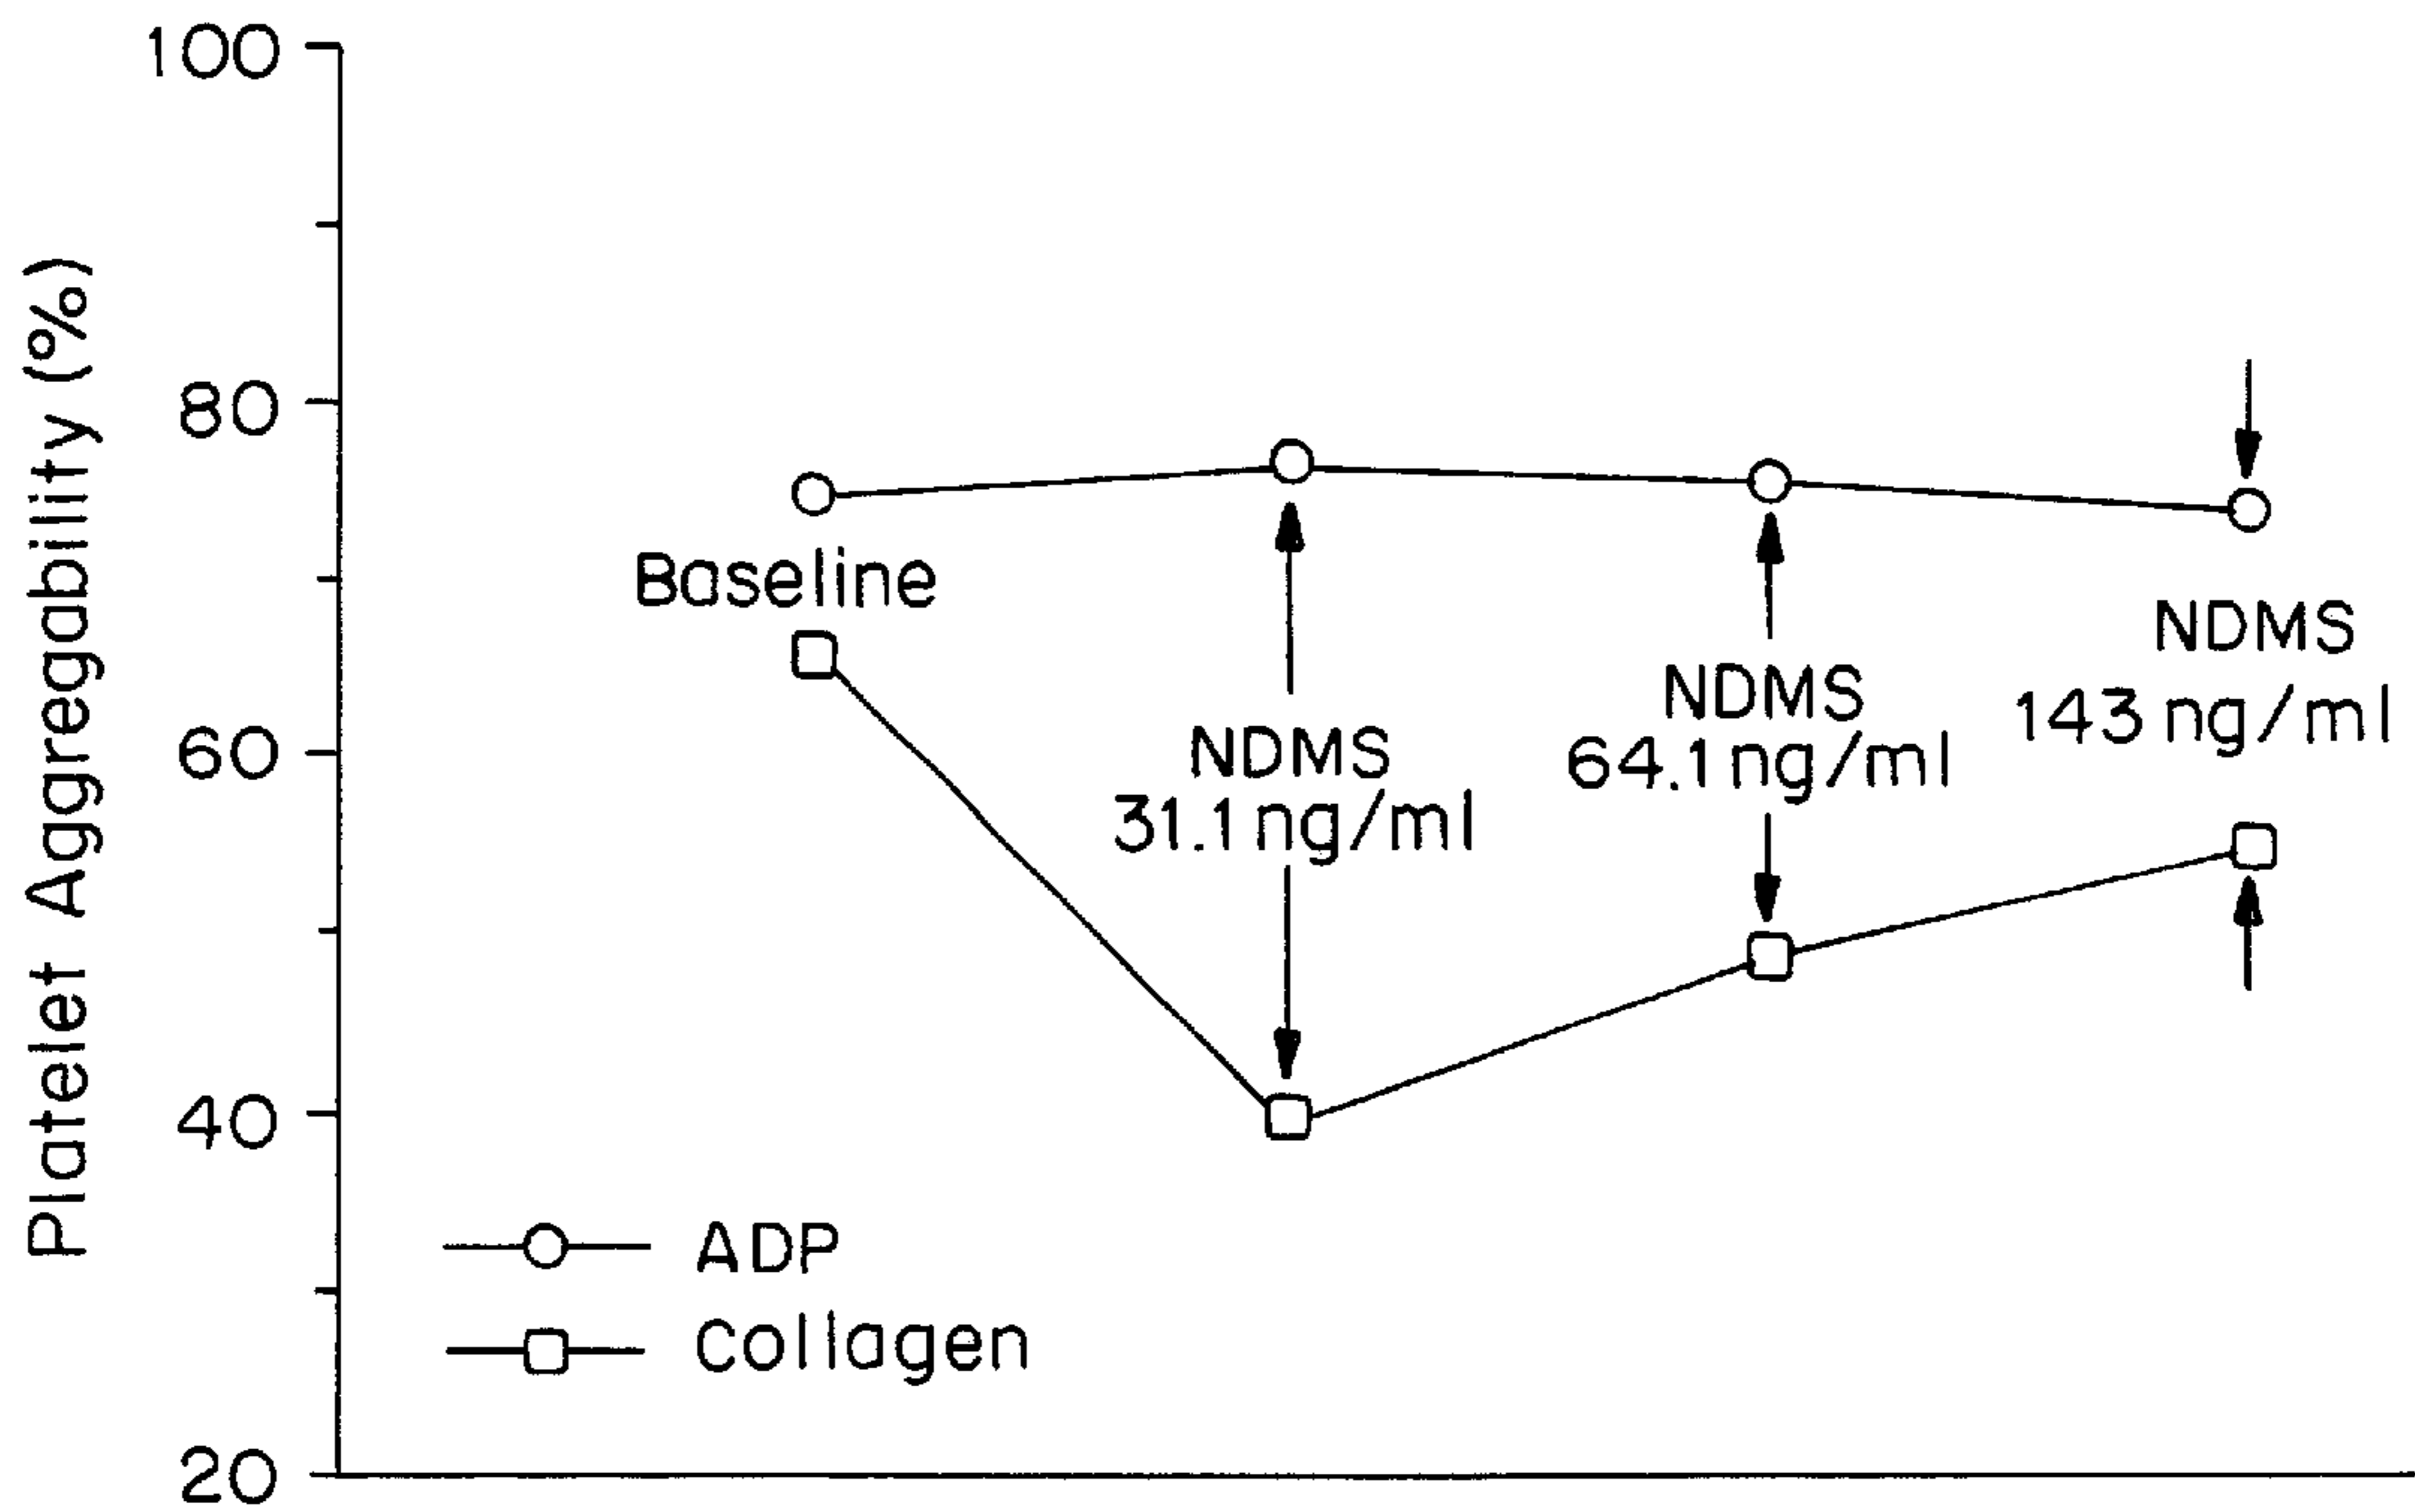 Platelet Aggregability (%)
100
80
60
40
20
Baseline
NDMS
31.1 ng/ml
NDMS
64.1 ng/ml
NDMS
143 ng/ml
ADP
Collagen